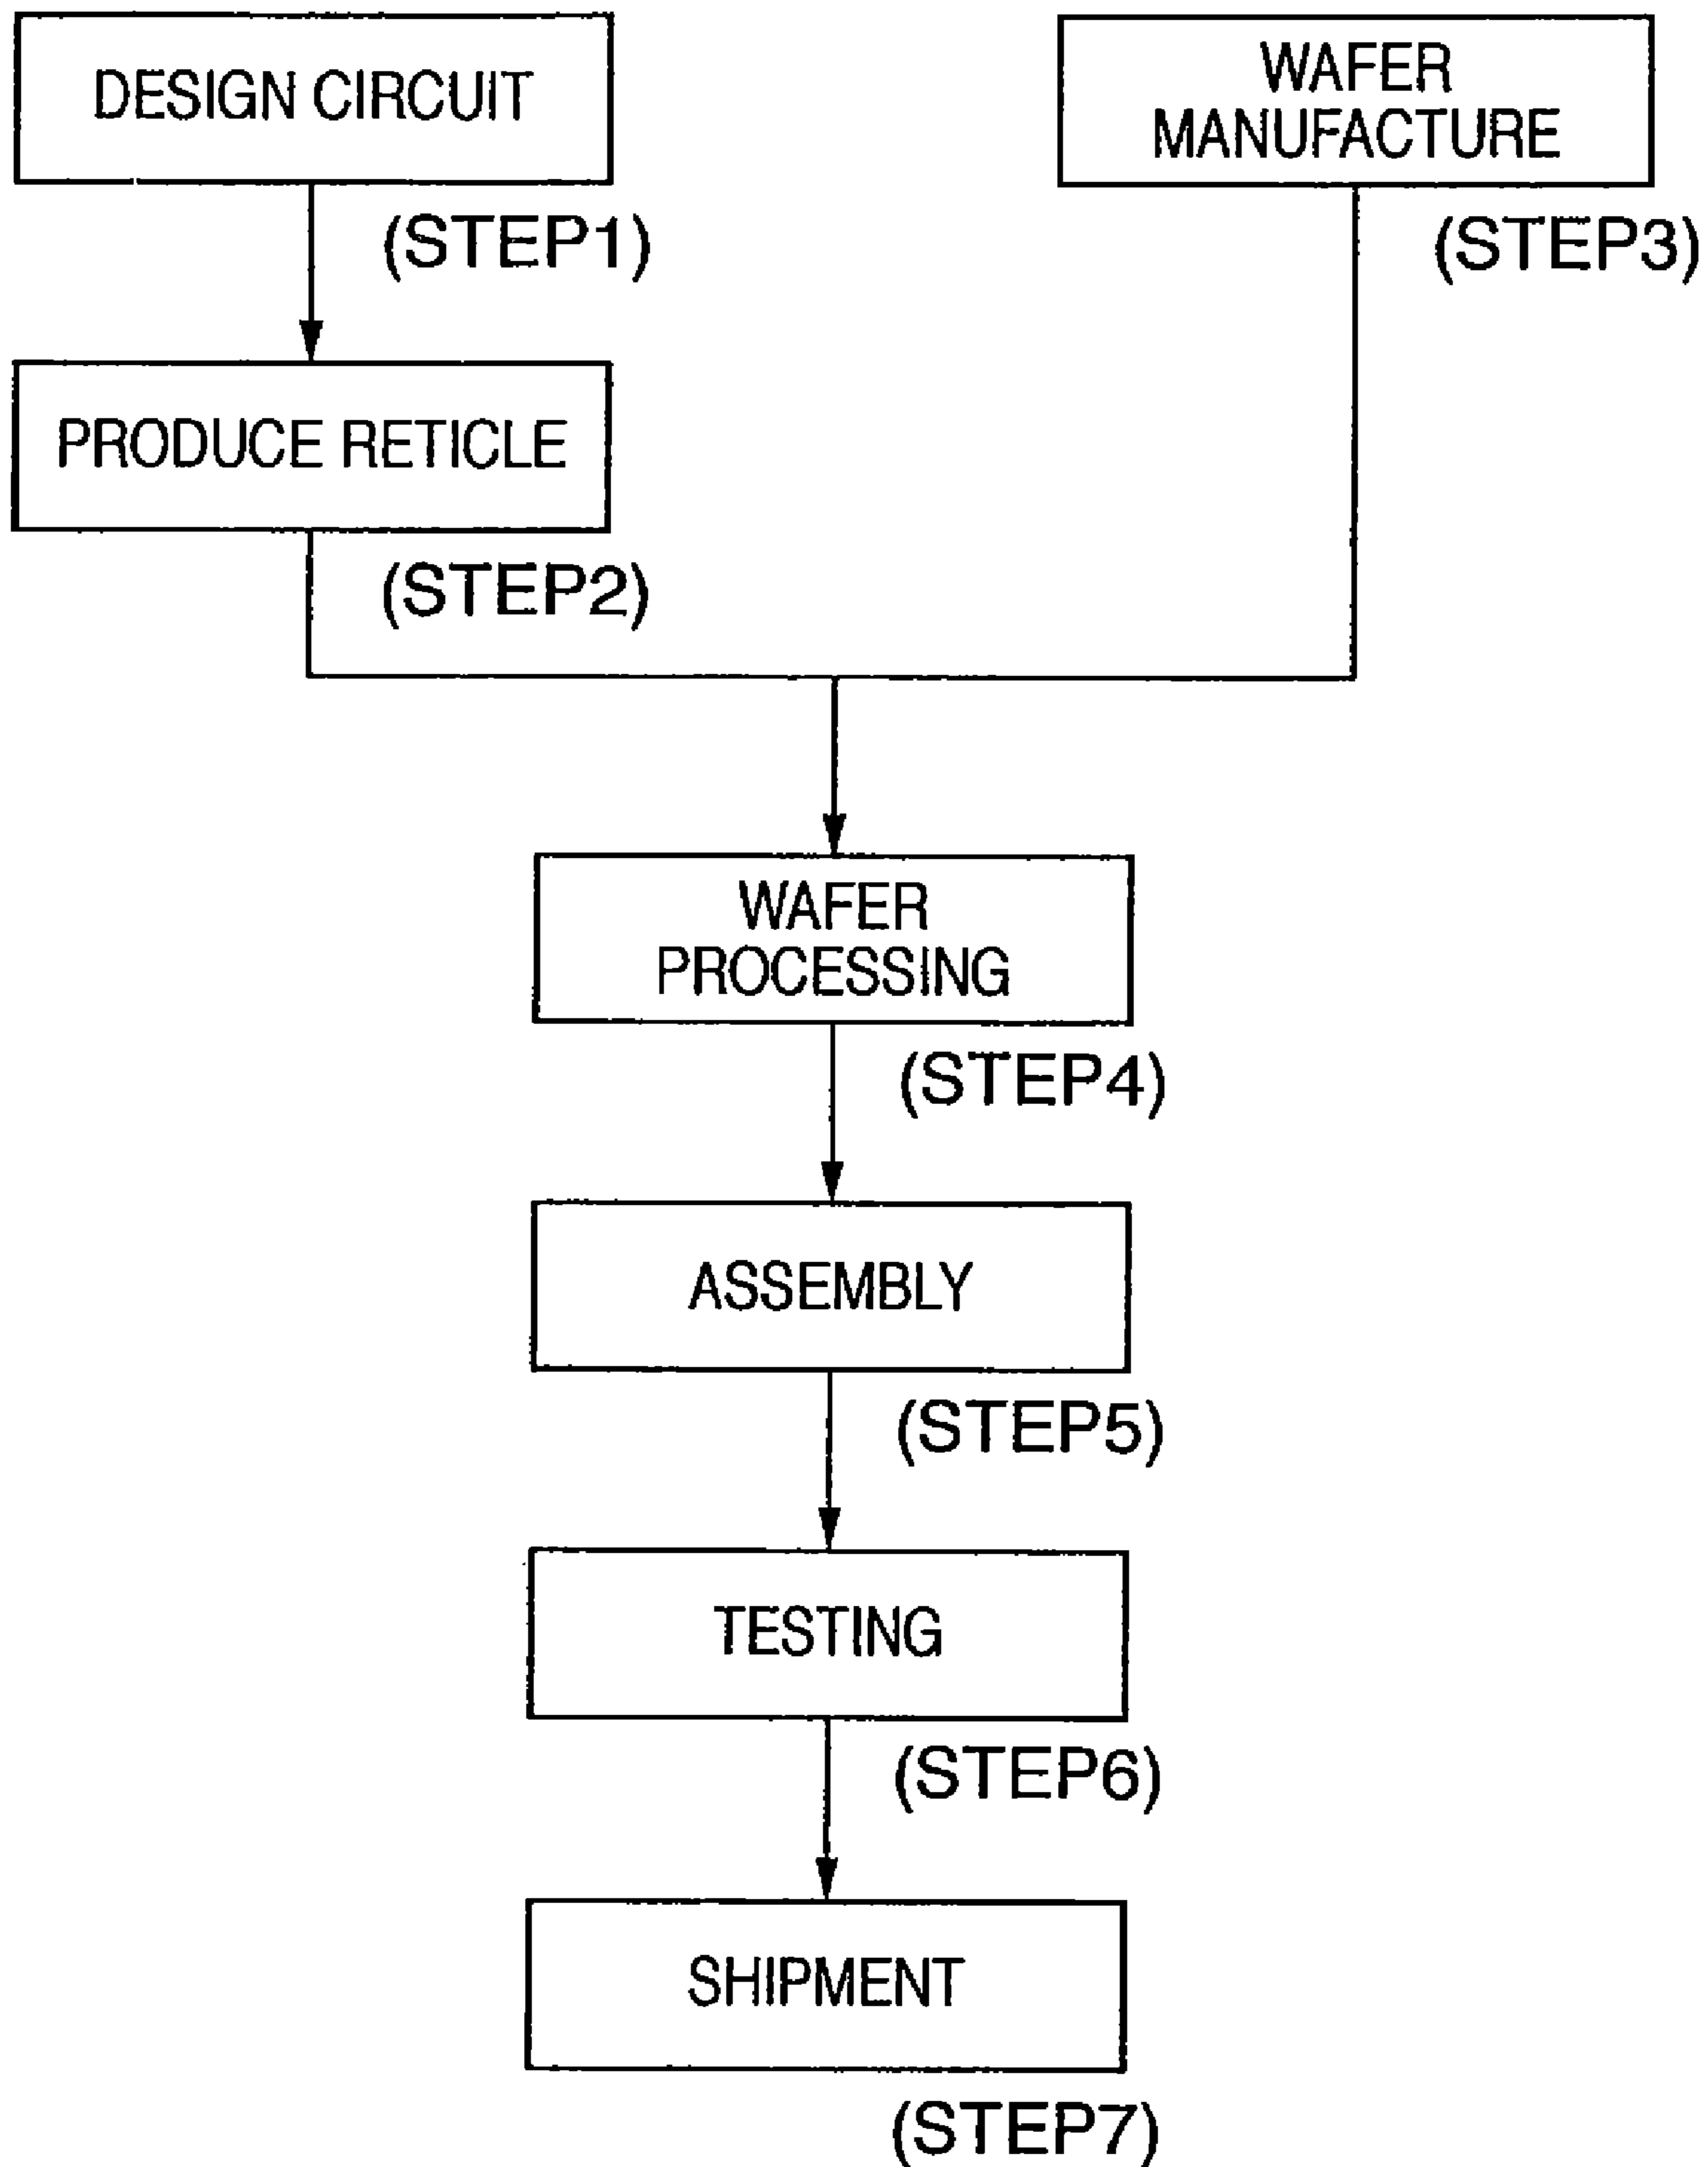 DESIGN CIRCUIT
(STEP1)
PRODUCE RETICLE
(STEP2)
WAFER
MANUFACTURE
(STEP3)
WAFER
PROCESSING
(STEP4)
ASSEMBLY
(STEP5)
TESTING
(STEP6)
SHIPMENT
(STEP7)